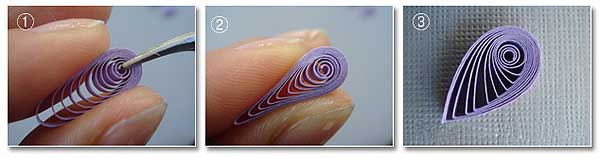 ① ② ③